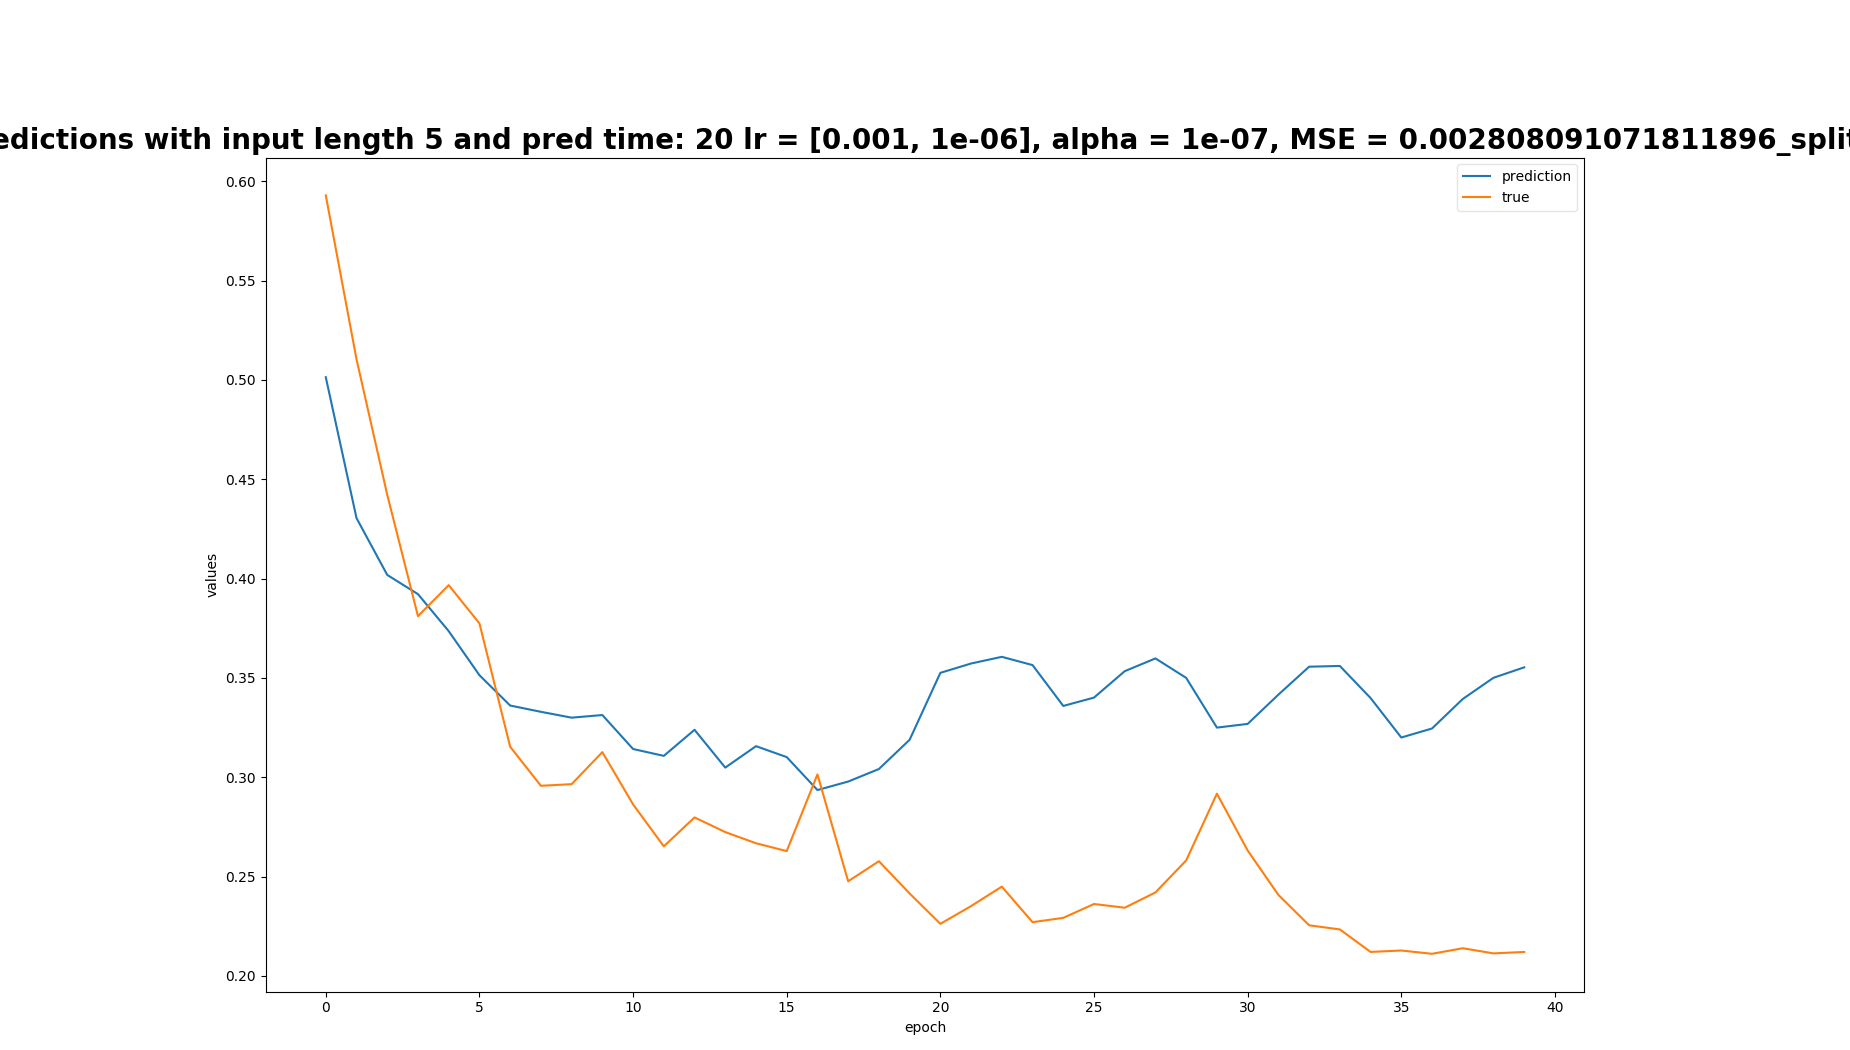 edictions with input length 5 and pred time: 20 lr = [0.001, 1e-06], alpha = 1e-07, MSE = 0.002808091071811896_split
prediction
true
0.60
0.55
0.50
0.45
0.40
0.35
0.30
0.25
0.20
values
0 5 10 15 20 25 30 35 40
epoch